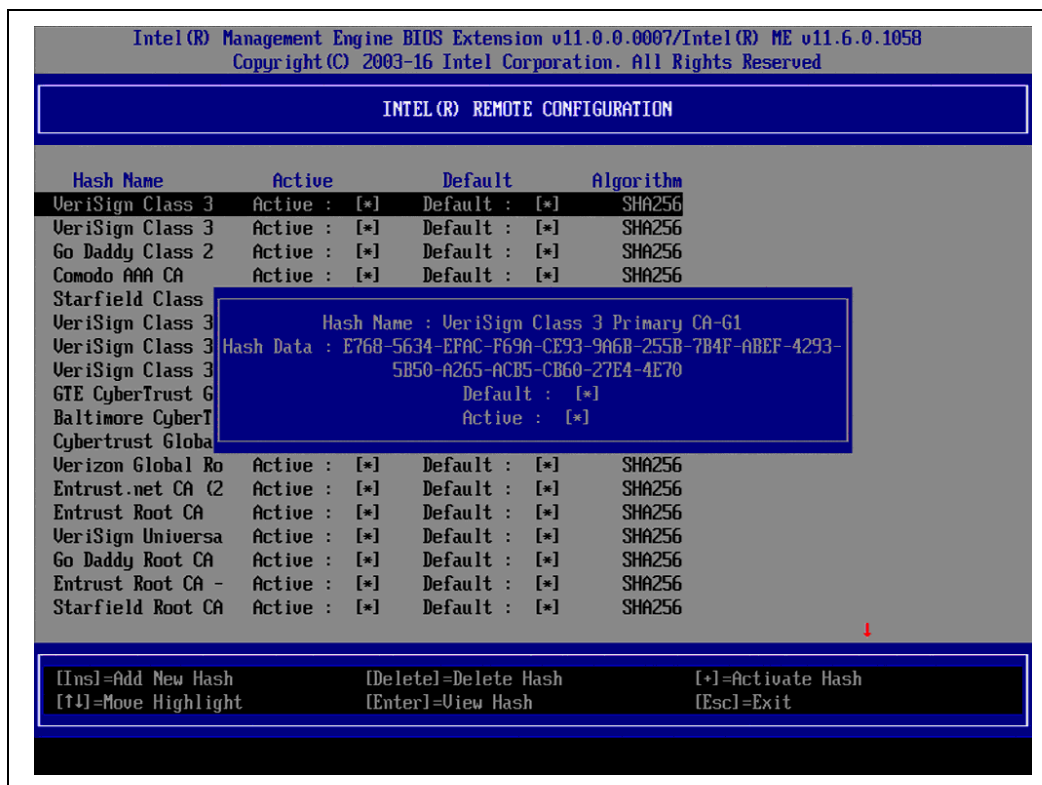 Intel(R) Management Engine BIOS Extension v11.0.0.0007/Intel(R) ME v11.6.0.1058
Copyright(C) 2003-16 Intel Corporation. All Rights Reserved
INTEL(R) REMOTE CONFIGURATION
Hash Name Active Default Algorithm
VeriSign Class 3 Active : [*] Default : [*] SHA256
VeriSign Class 3 Active : [*] Default : [*] SHA256
Go Daddy Class 2 Active : [*] Default : [*] SHA256
Comodo AAA CA Active : [*] Default : [*] SHA256
Starfield Class
VeriSign Class 3
VeriSign Class 3
VeriSign Class 3
GTE CyberTrust G
Baltimore CyberT
Cybertrust Globa
Hash Name : VeriSign Class 3 Primary CA-G1
Hash Data : E768-5634-EFAC-F69A-CE93-9A6B-255B-7B4F-ABEF-4293-
5B50-A265-ACB5-CB60-27E4-4E70
Default : [*]
Active : [*]
Verizon Global Ro Active : [*] Default : [*] SHA256
Entrust.net CA (2 Active : [*] Default : [*] SHA256
Entrust Root CA Active : [*] Default : [*] SHA256
VeriSign Universa Active : [*] Default : [*] SHA256
Go Daddy Root CA Active : [*] Default : [*] SHA256
Entrust Root CA - Active : [*] Default : [*] SHA256
Starfield Root CA Active : [*] Default : [*] SHA256
↓
[Ins]=Add New Hash [Delete]=Delete Hash [+]=Activate Hash
[↑↓]=Move Highlight [Enter]=View Hash [Esc]=Exit